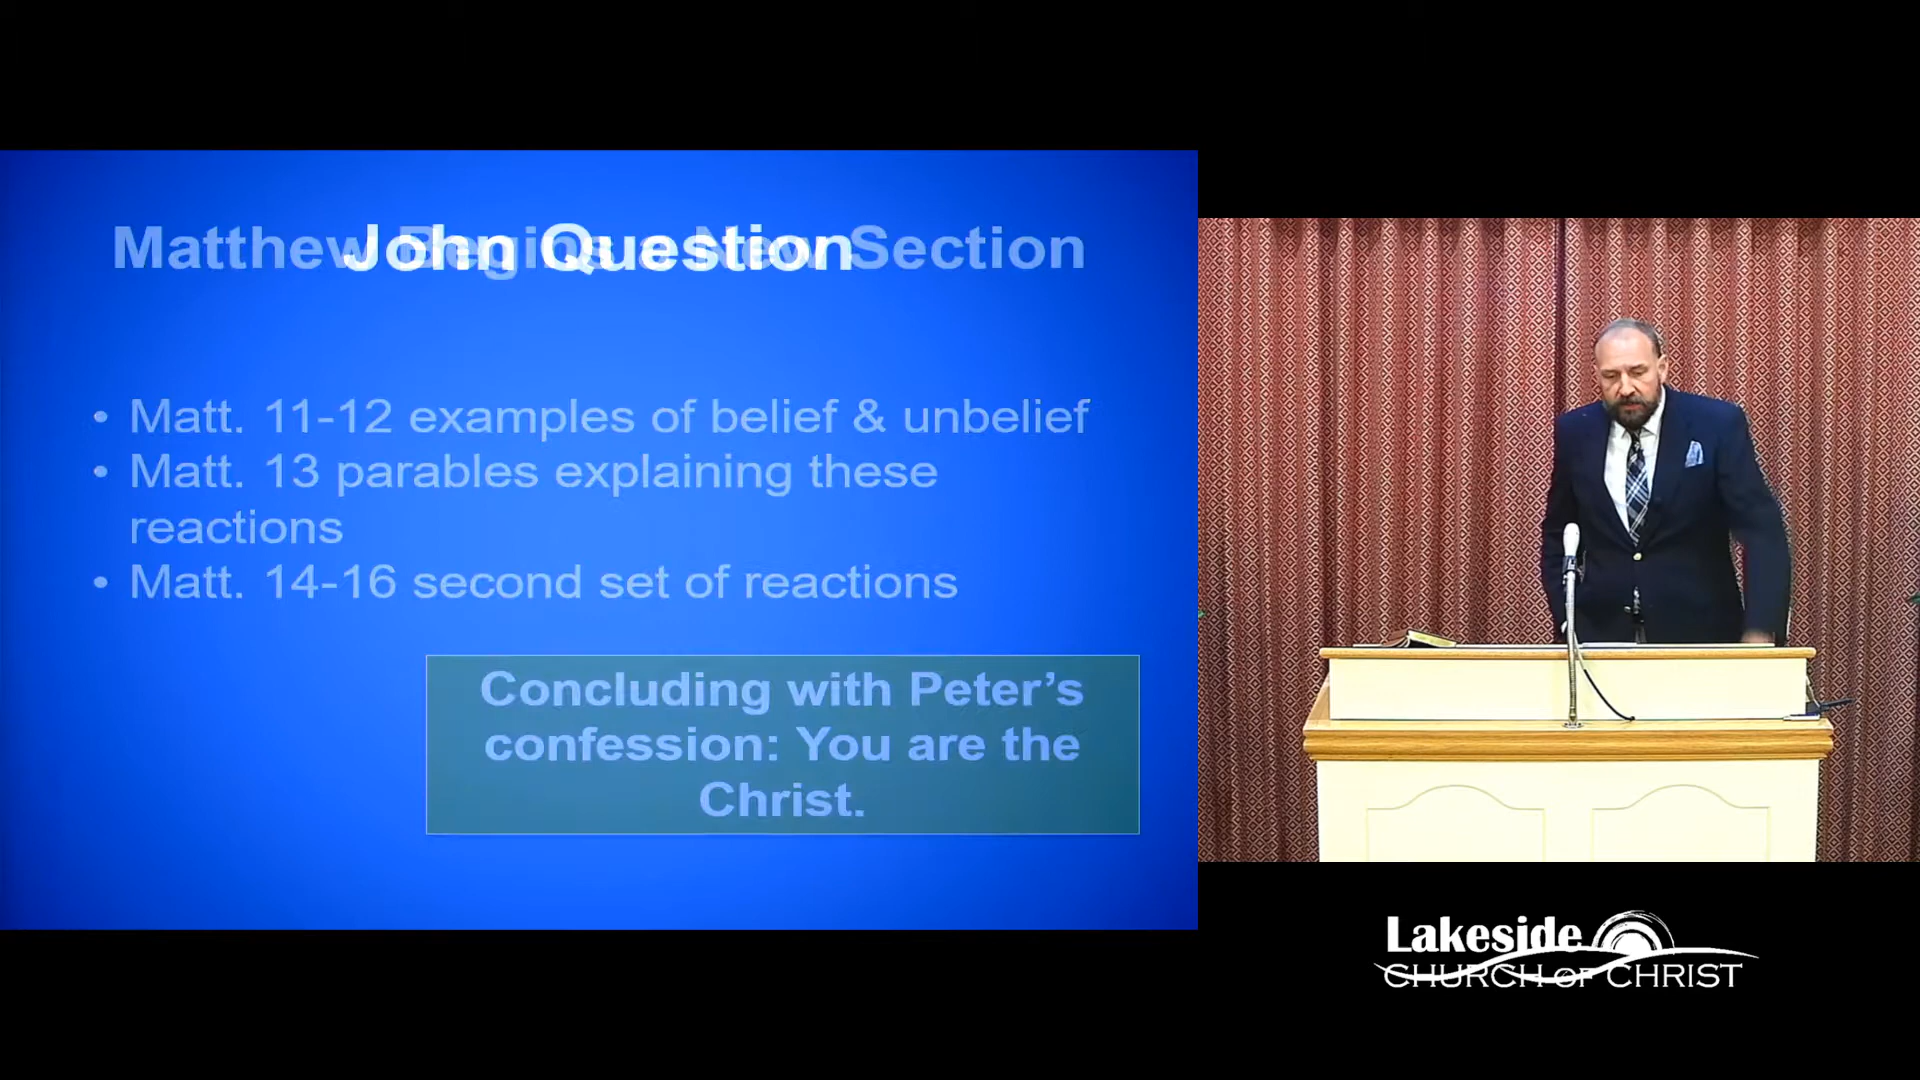 Matthew Begins a New Section
John Question
• Matt. 11-12 examples of belief & unbelief
• Matt. 13 parables explaining these
reactions
• Matt. 14-16 second set of reactions
Concluding with Peter’s
confession: You are the
Christ.
Lakeside
CHURCH OF CHRIST